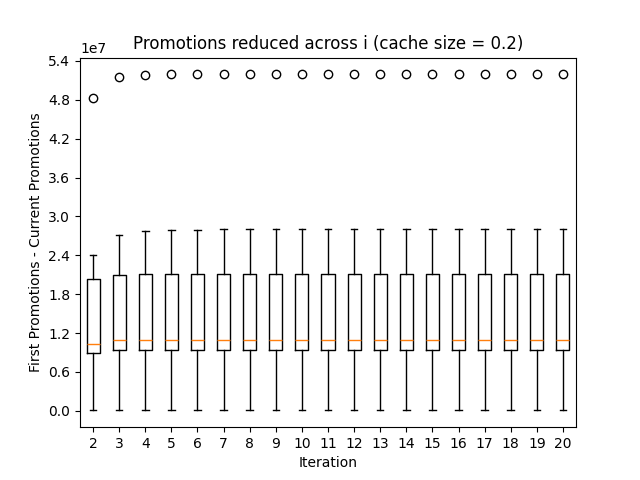 Promotions reduced across i (cache size = 0.2)
1e7
5.4
4.8
4.2
3.6
3.0
2.4
1.8
1.2
0.6
0.0
First Promotions - Current Promotions
2 3 4 5 6 7 8 9 10 11 12 13 14 15 16 17 18 19 20
Iteration